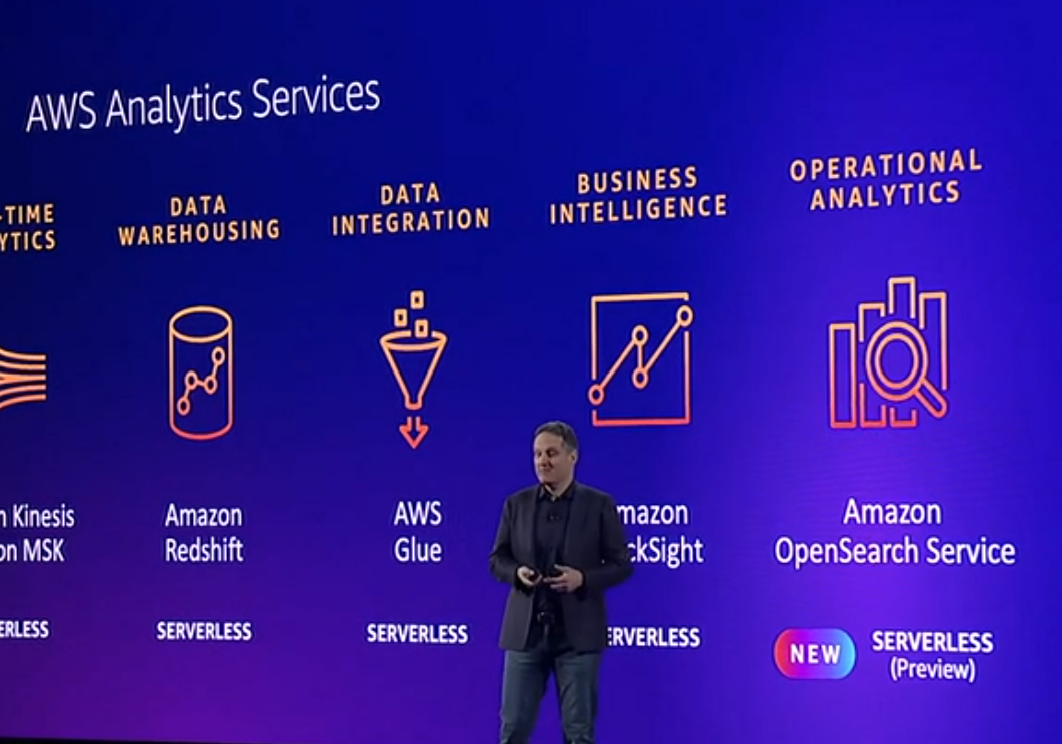 AWS Analytics Services
-TIME
YTICS
DATA
WAREHOUSING
DATA
INTEGRATION
BUSINESS
INTELLIGENCE
OPERATIONAL
ANALYTICS
n Kinesis
on MSK
Amazon
Redshift
AWS
Glue
mazon
ckSight
Amazon
OpenSearch Service
ERLESS
SERVERLESS
SERVERLESS
ERVERLESS
NEW
SERVERLESS
(Preview)